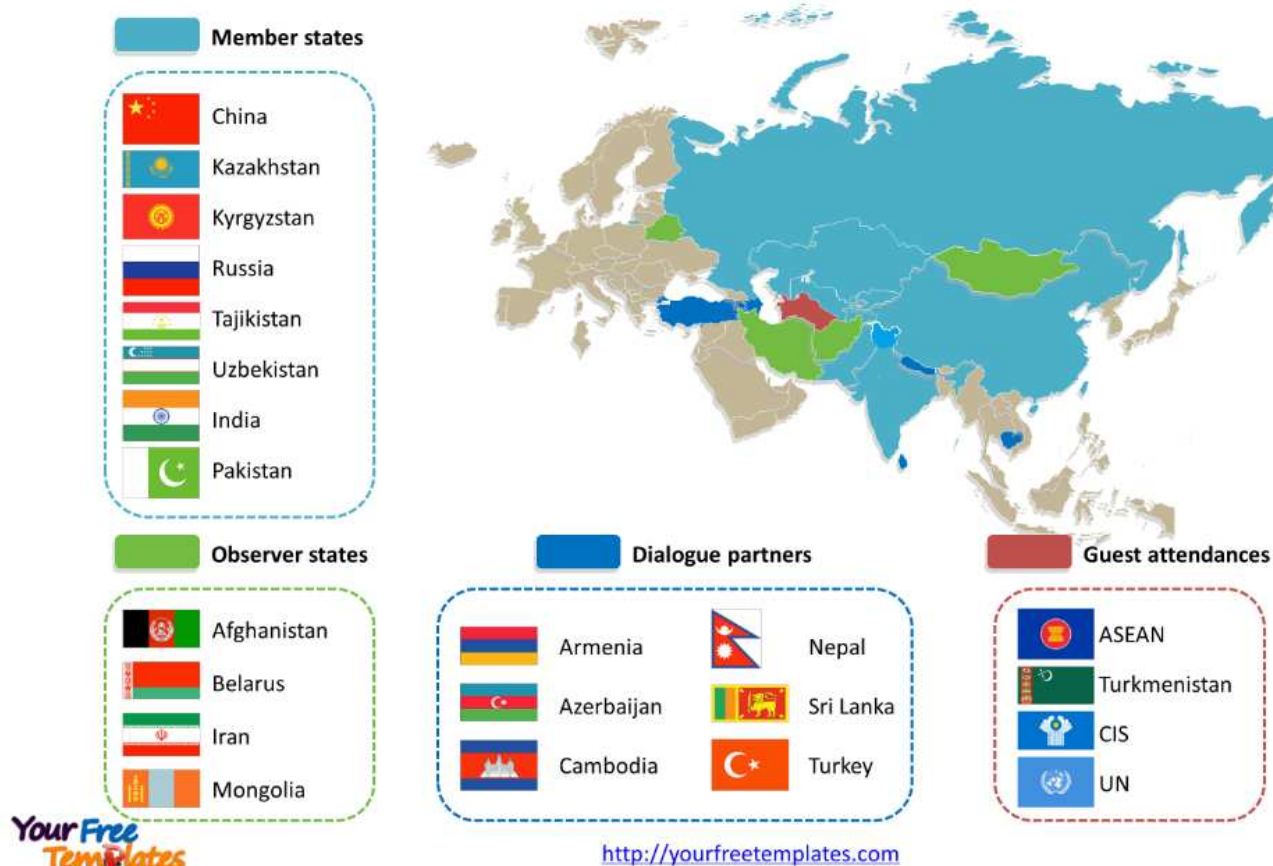 Member states
China
Kazakhstan
Kyrgyzstan
Russia
Tajikistan
Uzbekistan
India
Pakistan
Observer states
Afghanistan
Belarus
Iran
Mongolia
Dialogue partners
Armenia
Azerbaijan
Cambodia
Nepal
Sri Lanka
Turkey
Guest attendances
ASEAN
Turkmenistan
CIS
UN
Your Free
Templates
http://yourfreetemplates.com